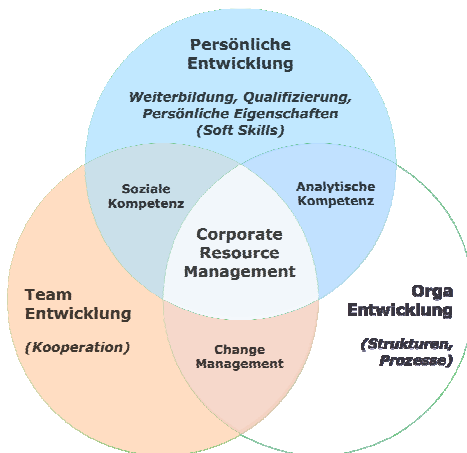 Persönliche
Entwicklung
Weiterbildung, Qualifizierung,
Persönliche Eigenschaften
(Soft Skills)
Soziale
Kompetenz
Analytische
Kompetenz
Corporate
Resource
Management
Team
Entwicklung
(Kooperation)
Orga
Entwicklung
(Strukturen,
Prozesse)
Change
Management